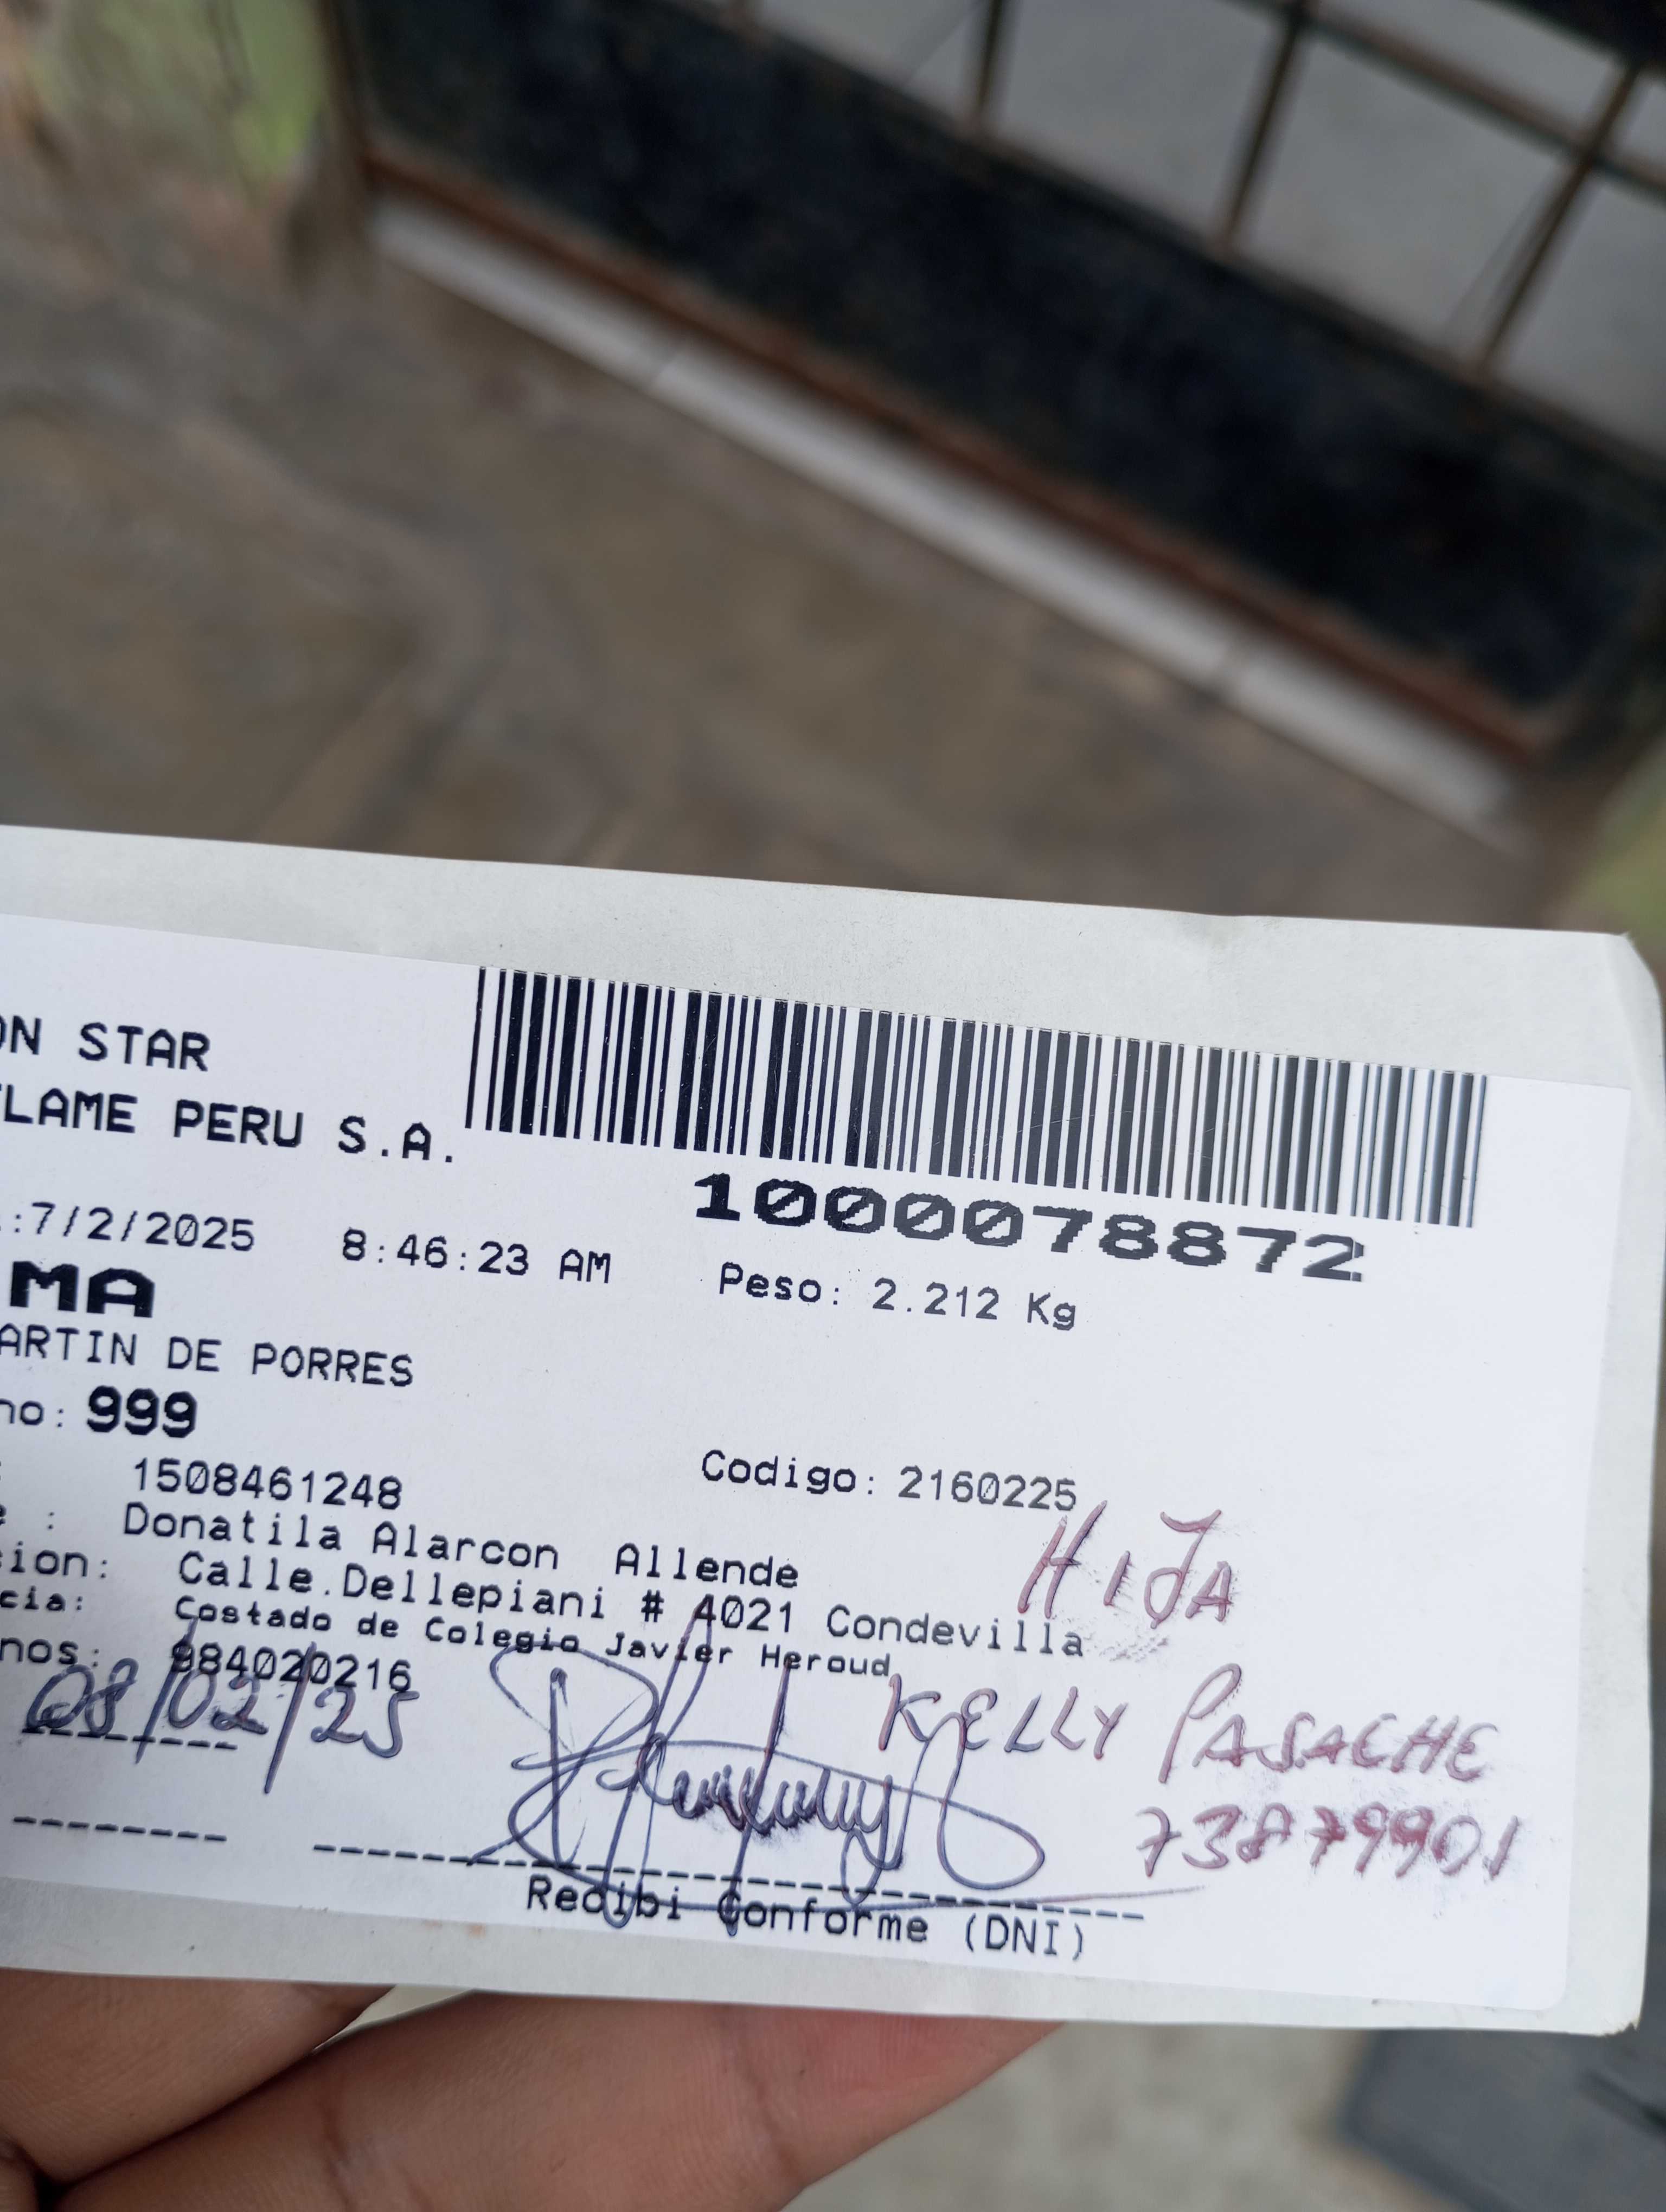 ON STAR
FLAME PERU S.A.
1000078872
.:7/2/2025 8:46:23 AM
Peso: 2.212 Kg
MA
ARTIN DE PORRES
no: 999
1508461248
Codigo: 2160225
e : Donatila Alarcon Allende
HIJA
cion: Calle.Dellepiani # 4021 Condevilla
cia: Costado de Colegio Javier Heroud
nos: 984020216
08/02/25
KELLY PASACHE
73879901
Recibi Conforme (DNI)